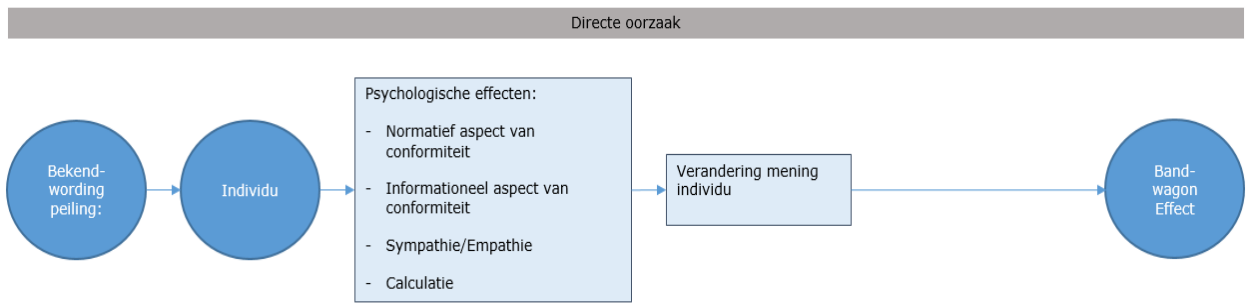 Directe oorzaak
Bekend-
wording
peiling:
Individu
Psychologische effecten:
- Normatief aspect van
conformiteit
- Informationeel aspect van
conformiteit
- Sympathie/Empathie
- Calculatie
Verandering mening
individu
Band-
wagon
Effect